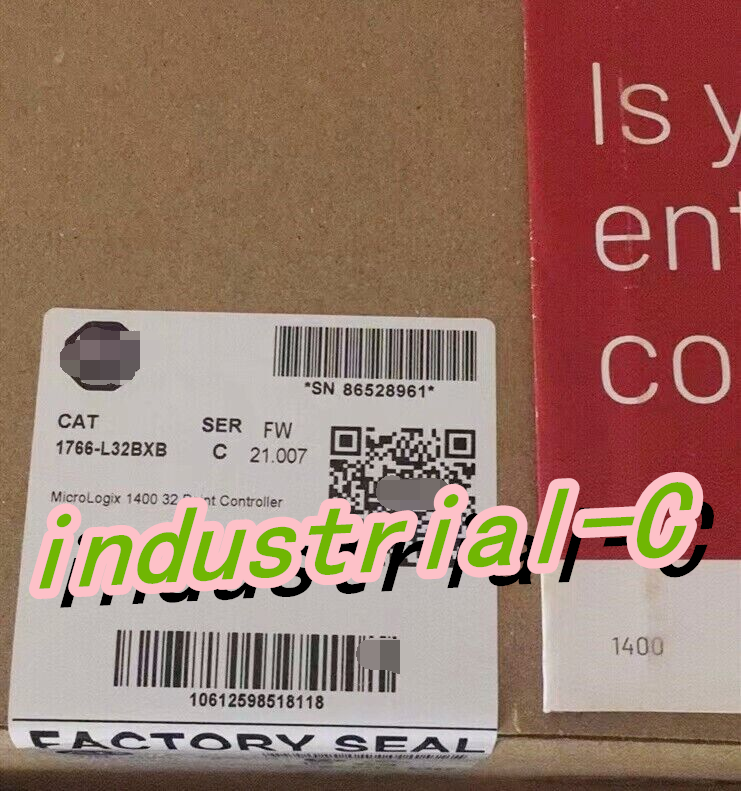 Is y
ent
co
*SN 86528961*
CAT
SER
FW
1766-L32BXB
C
21.007
MicroLogix 1400 32 Point Controller
industrial-C
1400
10612598518118
FACTORY SEAL